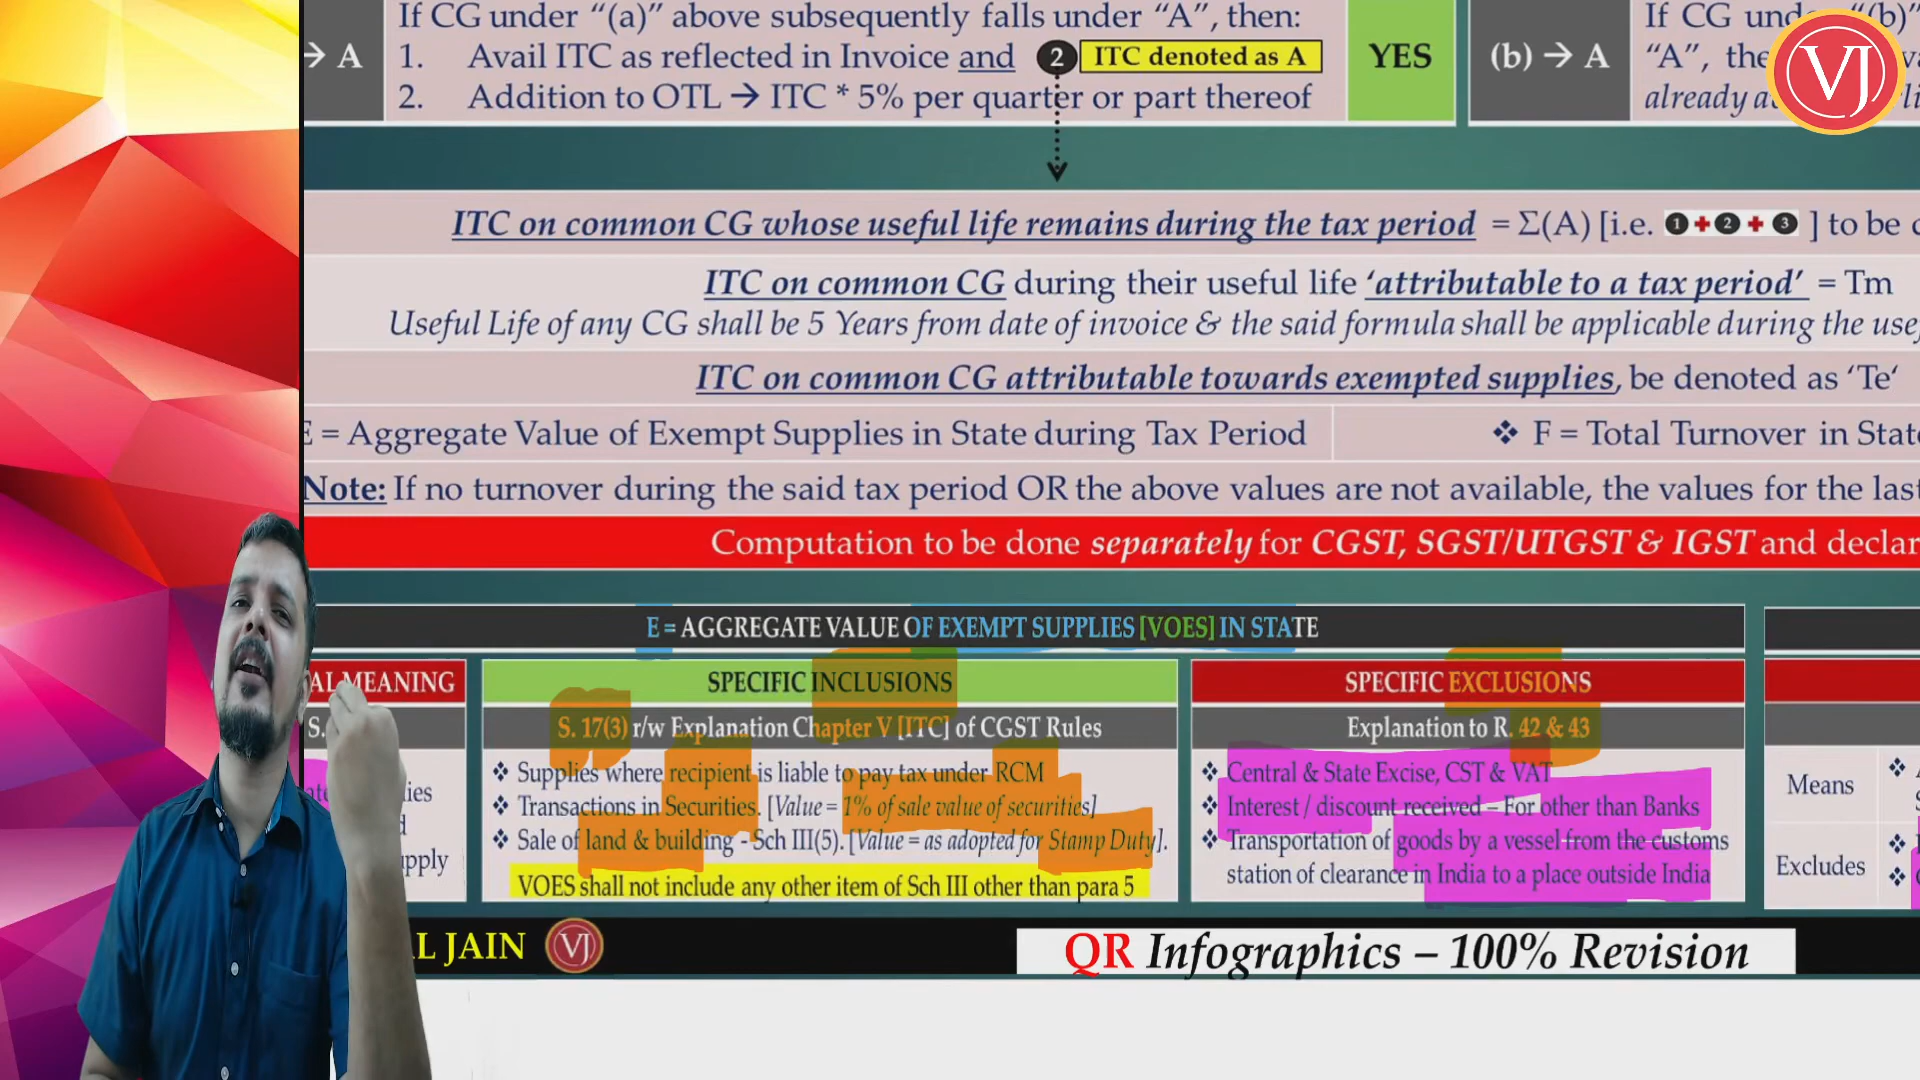 If CG under “(a)” above subsequently falls under “A”, then:
→ A
1. Avail ITC as reflected in Invoice and 2 ITC denoted as A
2. Addition to OTL → ITC * 5% per quarter or part thereof
YES
(b) → A
If CG under “(b)”
“A”, the
already a
VJ
ITC on common CG whose useful life remains during the tax period = Σ(A) [i.e. 1+2+3 ] to be
ITC on common CG during their useful life ‘attributable to a tax period’ = Tm
Useful Life of any CG shall be 5 Years from date of invoice & the said formula shall be applicable during the
ITC on common CG attributable towards exempted supplies, be denoted as ‘Te‘
E = Aggregate Value of Exempt Supplies in State during Tax Period
❖ F = Total Turnover in
Note: If no turnover during the said tax period OR the above values are not available, the values for the last
Computation to be done separately for CGST, SGST/UTGST & IGST and
E = AGGREGATE VALUE OF EXEMPT SUPPLIES [VOES] IN STATE
AL MEANING
S.
SPECIFIC INCLUSIONS
S. 17(3) r/w Explanation Chapter V [ITC] of CGST Rules
❖ Supplies where recipient is liable to pay tax under RCM
❖ Transactions in Securities. [Value = 1% of sale value of securities]
❖ Sale of land & building - Sch III(5). [Value = as adopted for Stamp Duty].
VOES shall not include any other item of Sch III other than para 5
SPECIFIC EXCLUSIONS
Explanation to R. 42 & 43
❖ Central & State Excise, CST & VAT
❖ Interest / discount received – For other than Banks
❖ Transportation of goods by a vessel from the customs
station of clearance in India to a place outside India
Means
Excludes
L JAIN VJ
QR Infographics – 100% Revision